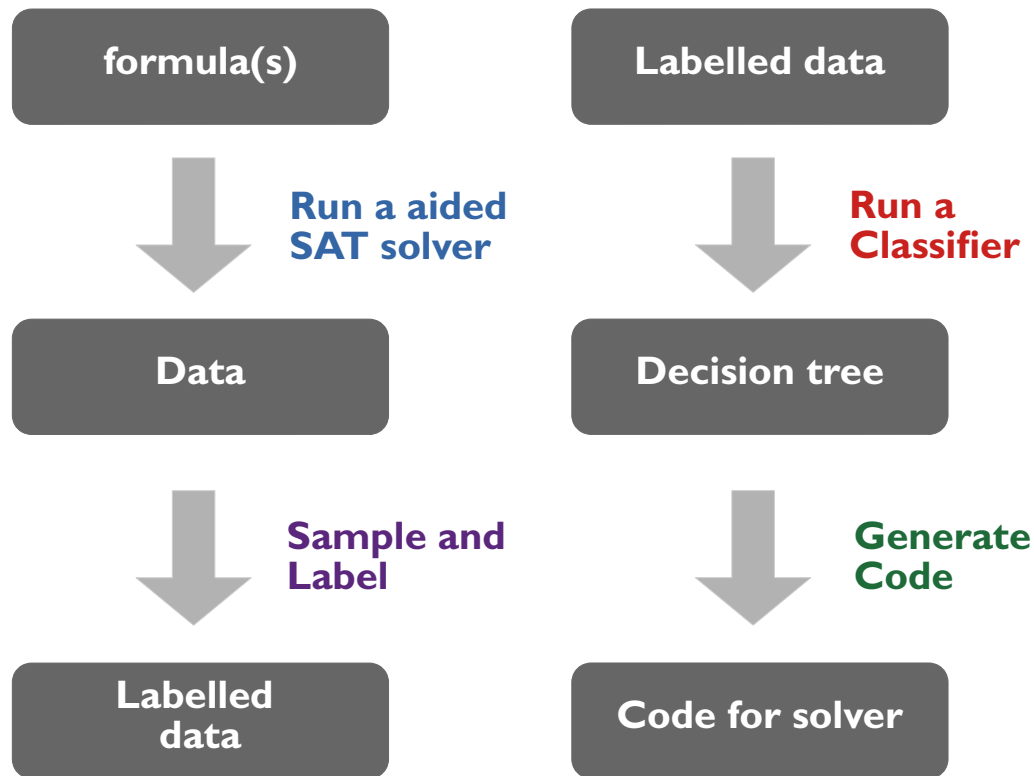 formula(s)
Run a aided
SAT solver
Data
Sample and
Label
Labelled
data
Labelled data
Run a
Classifier
Decision tree
Generate
Code
Code for solver